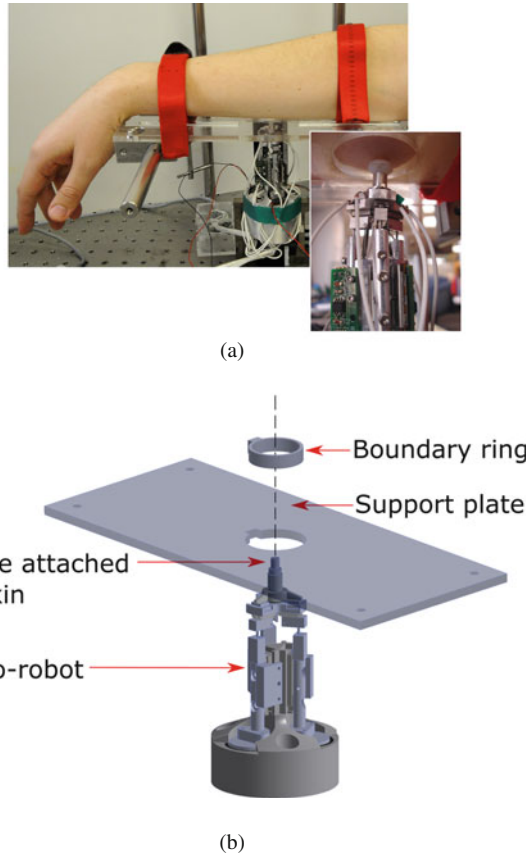 (a)
Boundary ring
Support plate
e attached
kin
o-robot
(b)